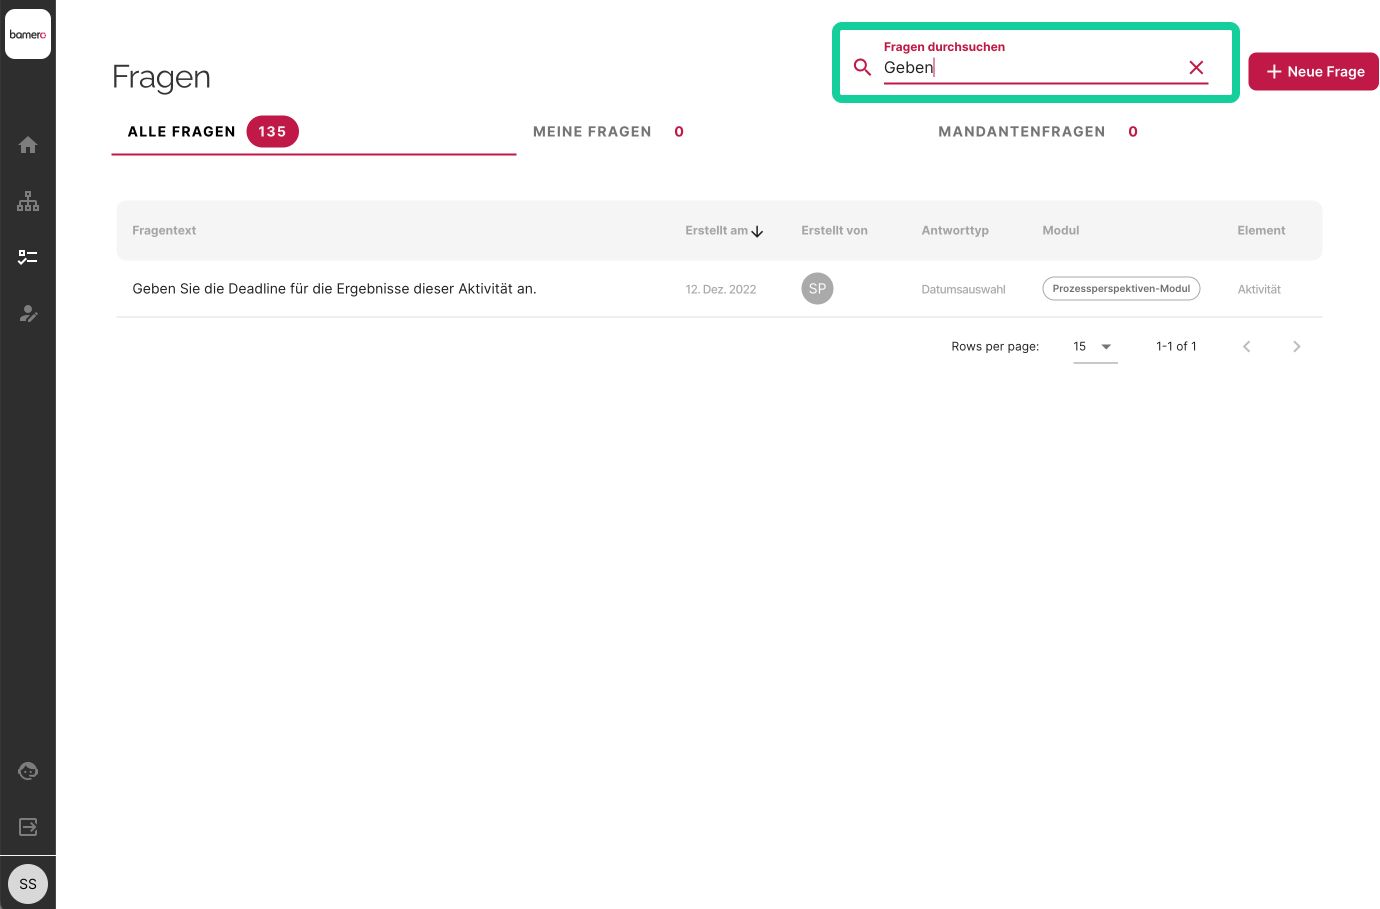 bamero
Fragen durchsuchen
Geben
Neue Frage
Fragen
ALLE FRAGEN 135
MEINE FRAGEN 0
MANDANTENFRAGEN 0
Fragentext Erstellt am Erstellt von Antworttyp Modul Element
Geben Sie die Deadline für die Ergebnisse dieser Aktivität an. 12. Dez. 2022 SP Datumsauswahl Prozessperspektiven-Modul Aktivität
Rows per page: 15 1-1 of 1
SS